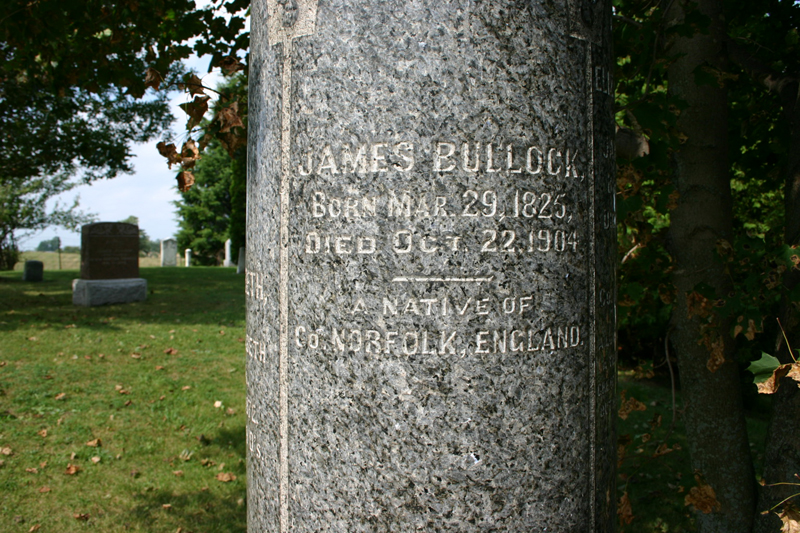 JAMES BULLOCK,
BORN MAR. 29, 1825,
DIED OCT. 22, 1904
A NATIVE OF
Co. NORFOLK, ENGLAND.